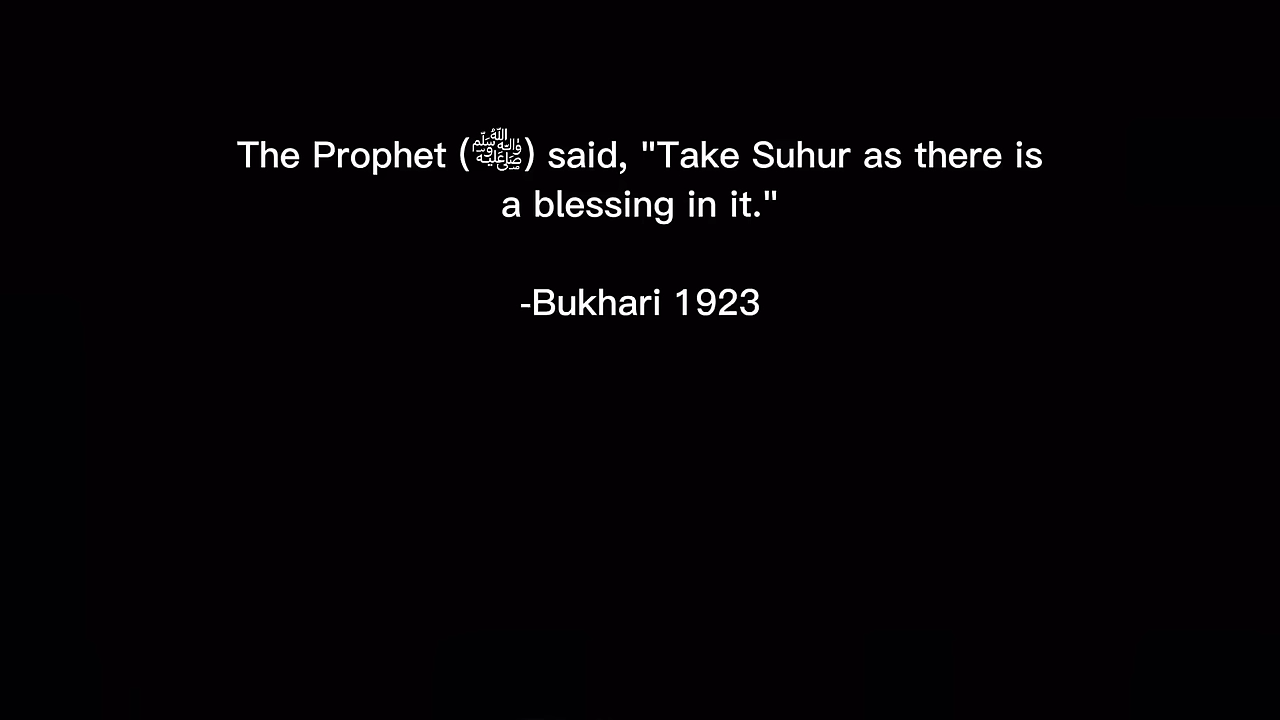 The Prophet (ﷺ) said, "Take Suhur as there is
a blessing in it."
-Bukhari 1923